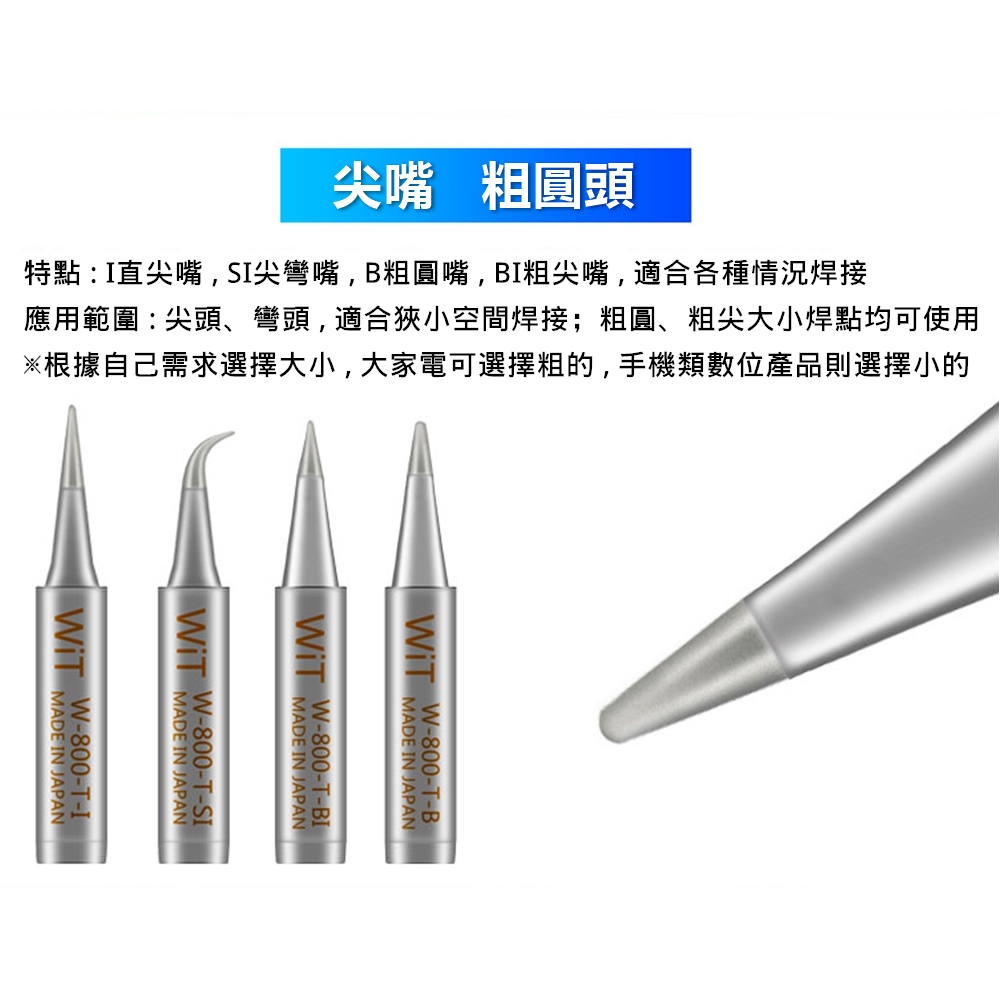 尖嘴 粗圓頭
特點 : I直尖嘴 , SI尖彎嘴 , B粗圓嘴 , BI粗尖嘴 , 適合各種情況焊接
應用範圍 : 尖頭、彎頭 , 適合狹小空間焊接；粗圓、粗尖大小焊點均可使用
※根據自己需求選擇大小 , 大家電可選擇粗的 , 手機類數位產品則選擇小的
WiT W-800-T-I
MADE IN JAPAN
WiT W-800-T-SI
MADE IN JAPAN
WiT W-800-T-BI
MADE IN JAPAN
WiT W-800-T-B
MADE IN JAPAN